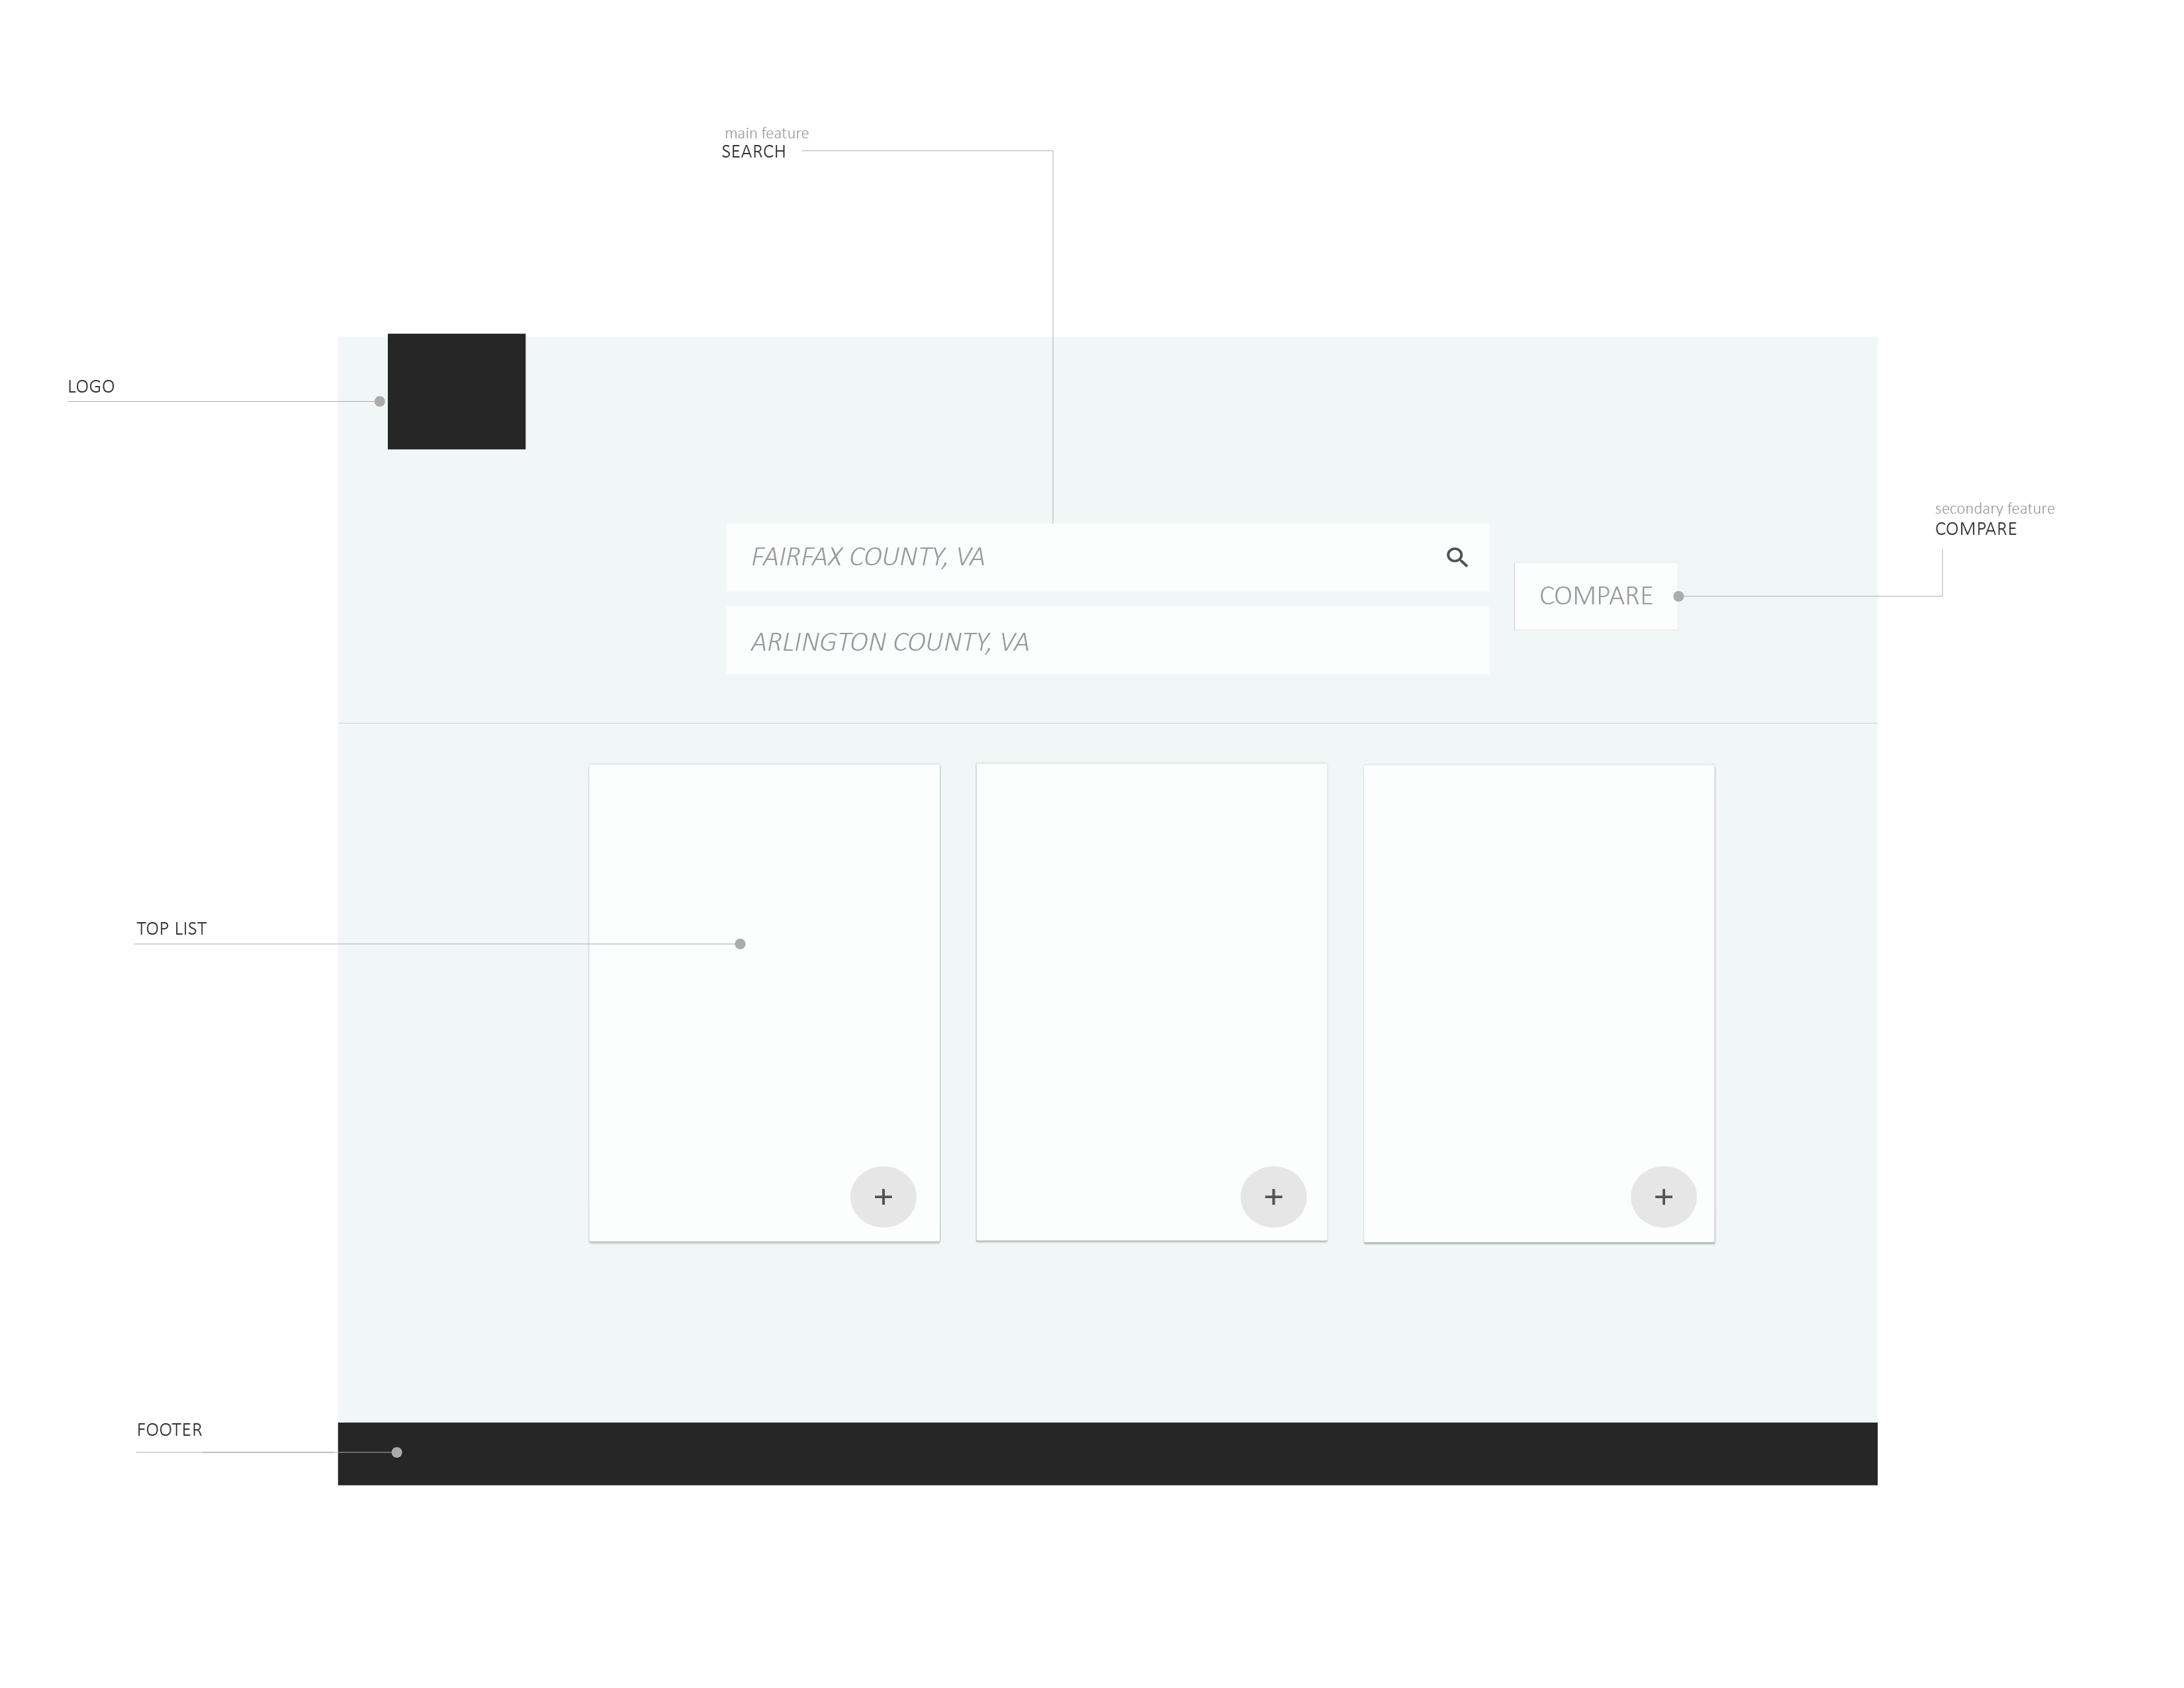 main feature
SEARCH
LOGO
secondary feature
COMPARE
FAIRFAX COUNTY, VA
COMPARE
ARLINGTON COUNTY, VA
TOP LIST
+
+
+
FOOTER